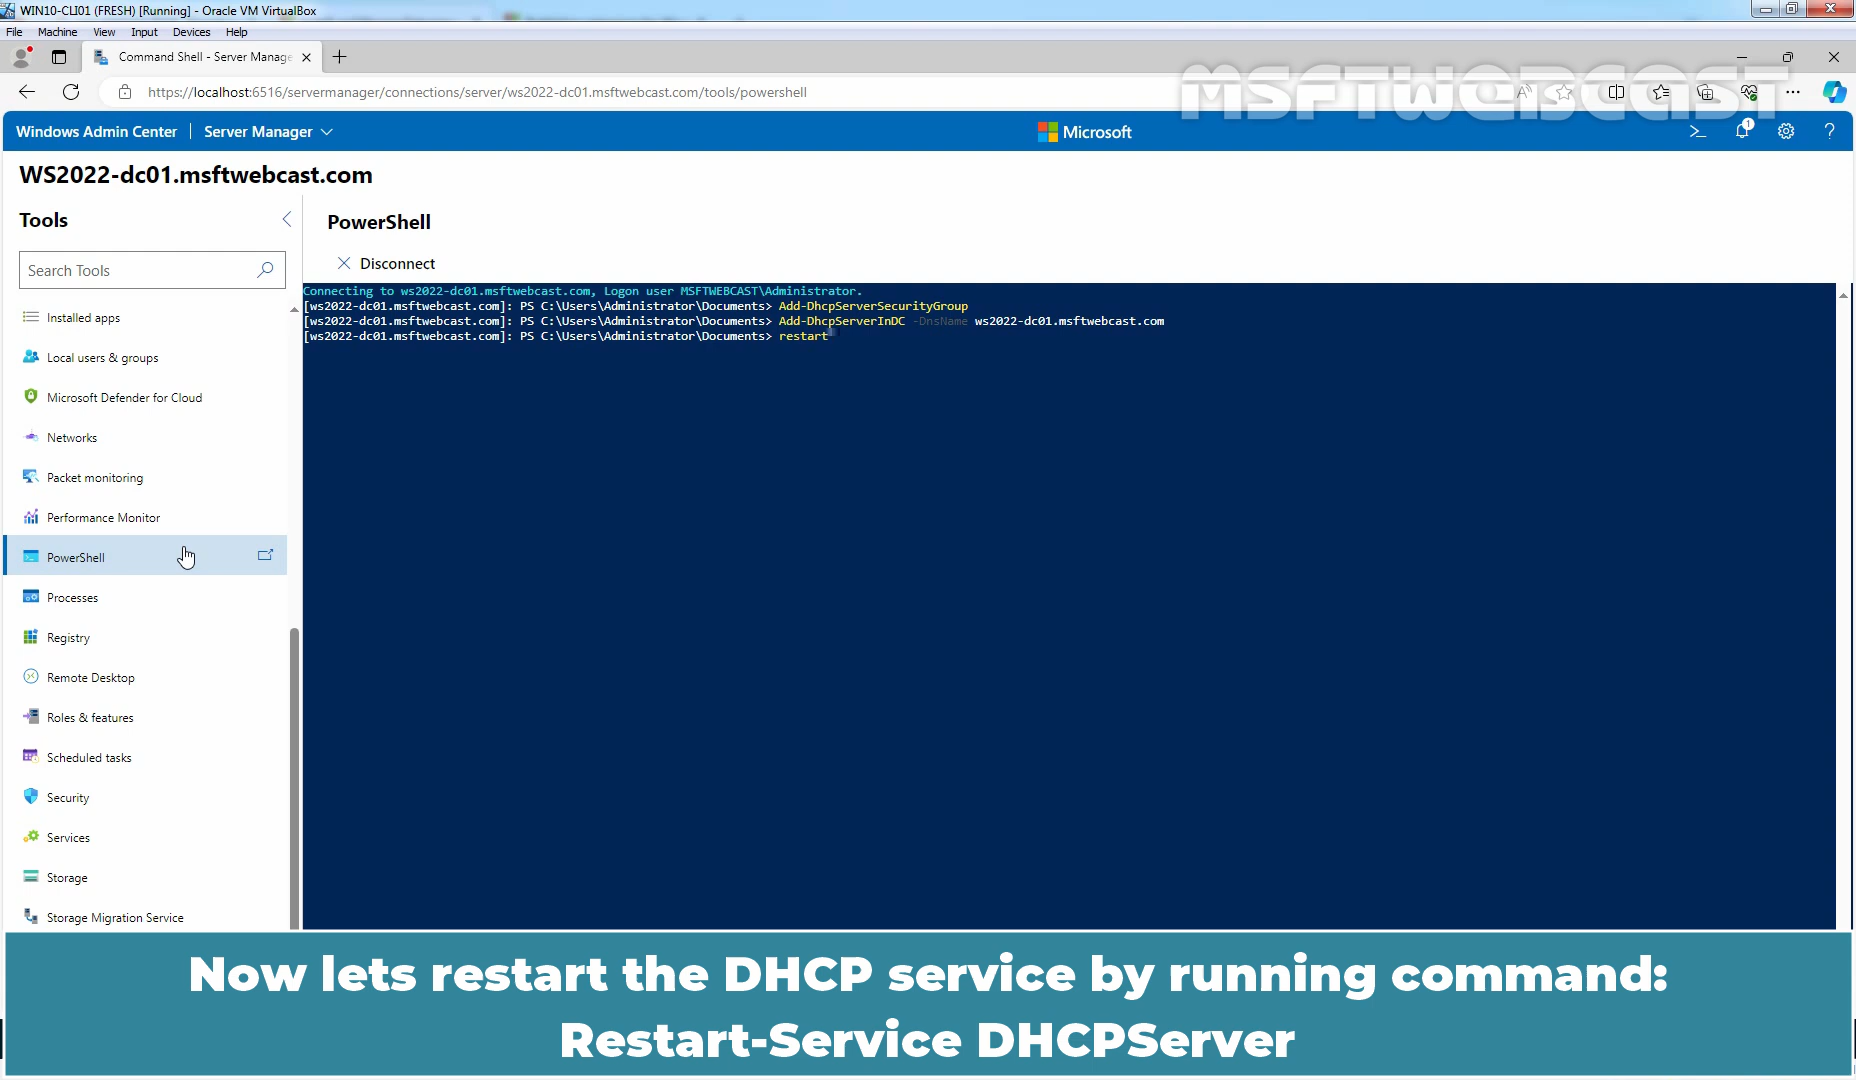 WIN10-CLI01 (FRESH) [Running] - Oracle VM VirtualBox
File Machine View Input Devices Help
Command Shell - Server Manage
https://localhost:6516/servermanager/connections/server/ws2022-dc01.msftwebcast.com/tools/powershell
MSFTWEBCAST
Windows Admin Center Server Manager Microsoft 1
WS2022-dc01.msftwebcast.com
Tools
Search Tools
Installed apps
Local users & groups
Microsoft Defender for Cloud
Networks
Packet monitoring
Performance Monitor
PowerShell
Processes
Registry
Remote Desktop
Roles & features
Scheduled tasks
Security
Services
Storage
Storage Migration Service
PowerShell
Disconnect
Connecting to ws2022-dc01.msftwebcast.com, Logon user MSFTWEBCAST\Administrator.
[ws2022-dc01.msftwebcast.com]: PS C:\Users\Administrator\Documents> Add-DhcpServerSecurityGroup
[ws2022-dc01.msftwebcast.com]: PS C:\Users\Administrator\Documents> Add-DhcpServerInDC -DnsName ws2022-dc01.msftwebcast.com
[ws2022-dc01.msftwebcast.com]: PS C:\Users\Administrator\Documents> restart
Now lets restart the DHCP service by running command:
Restart-Service DHCPServer